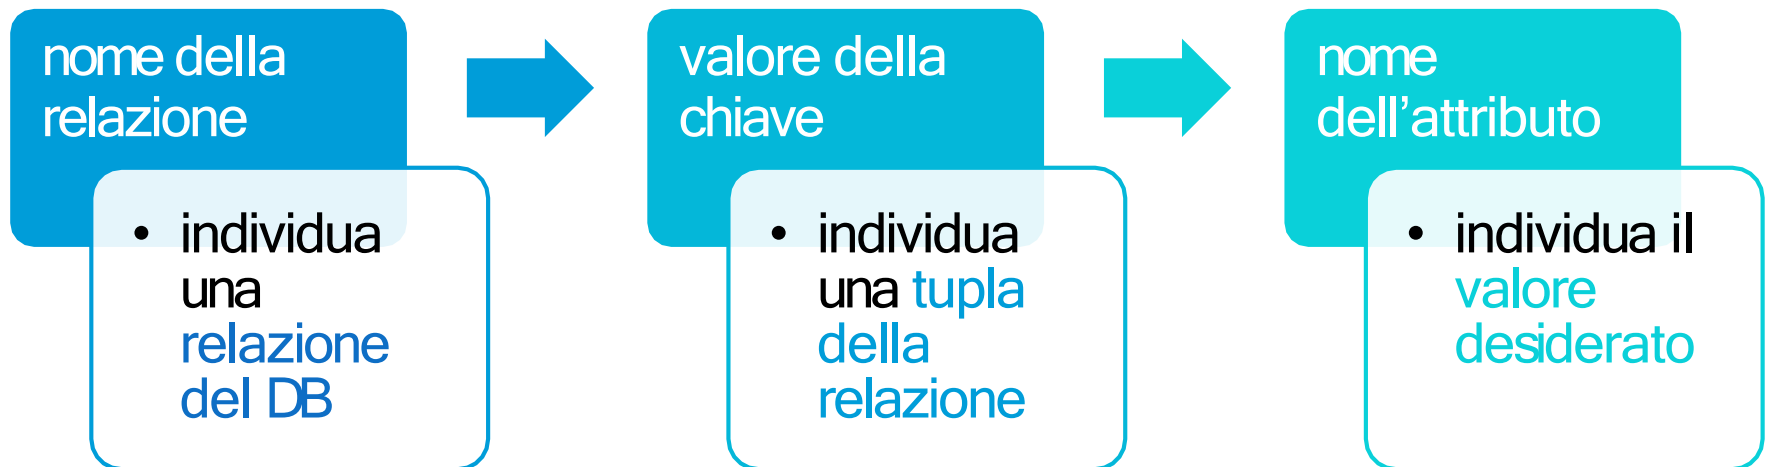 nome della
relazione
• individua
una
relazione
del DB
valore della
chiave
• individua
una tupla
della
relazione
nome
dell’attributo
• individua il
valore
desiderato